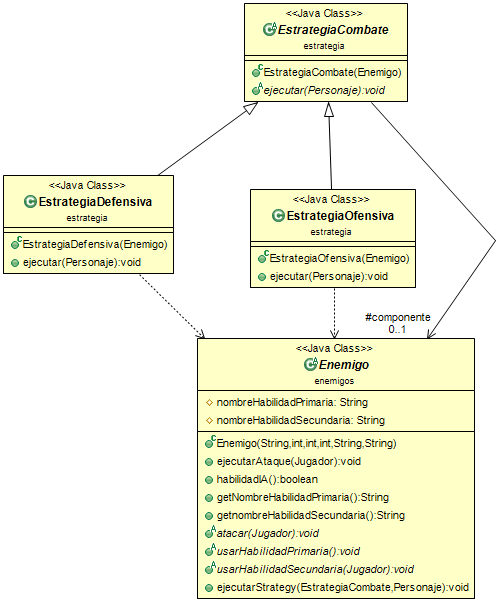 <<Java Class>>
EstrategiaCombate
estrategia
EstrategiaCombate(Enemigo)
ejecutar(Personaje):void
<<Java Class>>
EstrategiaDefensiva
estrategia
EstrategiaDefensiva(Enemigo)
ejecutar(Personaje):void
<<Java Class>>
EstrategiaOfensiva
estrategia
EstrategiaOfensiva(Enemigo)
ejecutar(Personaje):void
#componente
0..1
<<Java Class>>
Enemigo
enemigos
nombreHabilidadPrimaria: String
nombreHabilidadSecundaria: String
Enemigo(String,int,int,int,String,String)
ejecutarAtaque(Jugador):void
habilidadIA():boolean
getNombreHabilidadPrimaria():String
getnombreHabilidadSecundaria():String
atacar(Jugador):void
usarHabilidadPrimaria():void
usarHabilidadSecundaria(Jugador):void
ejecutarStrategy(EstrategiaCombate,Personaje):void